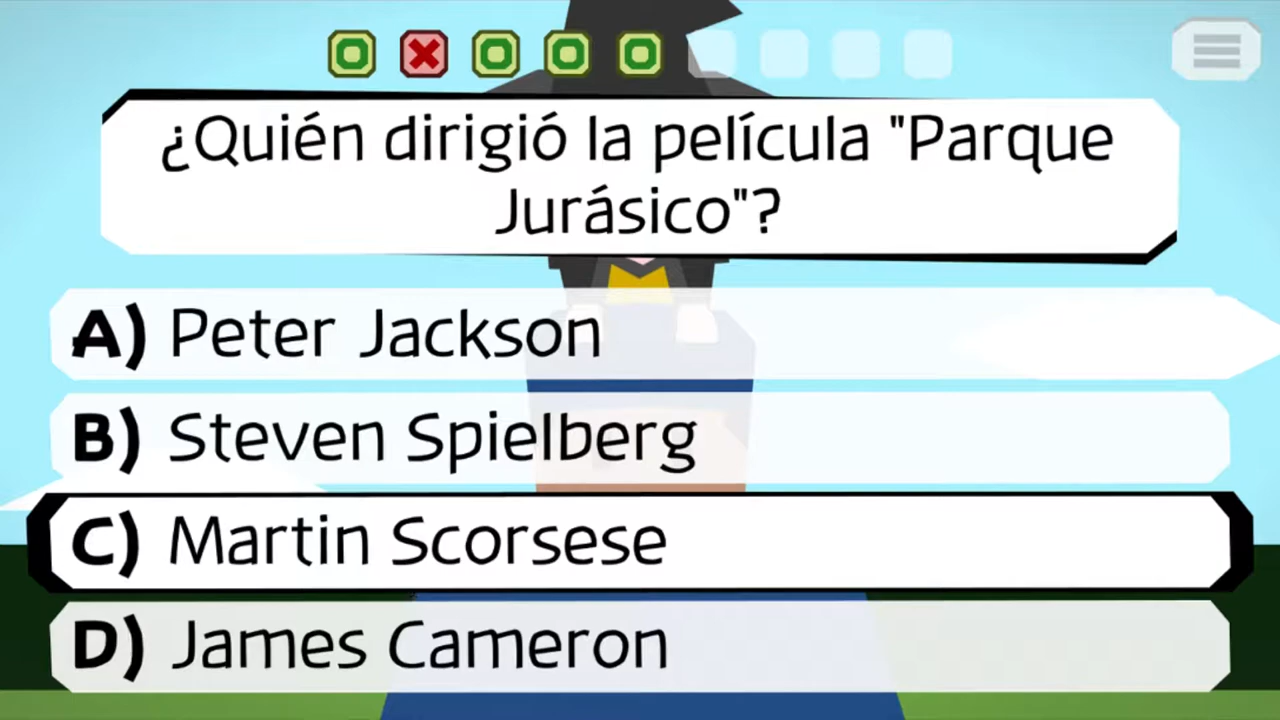 ¿Quién dirigió la película "Parque
Jurásico"?
A) Peter Jackson
B) Steven Spielberg
C) Martin Scorsese
D) James Cameron